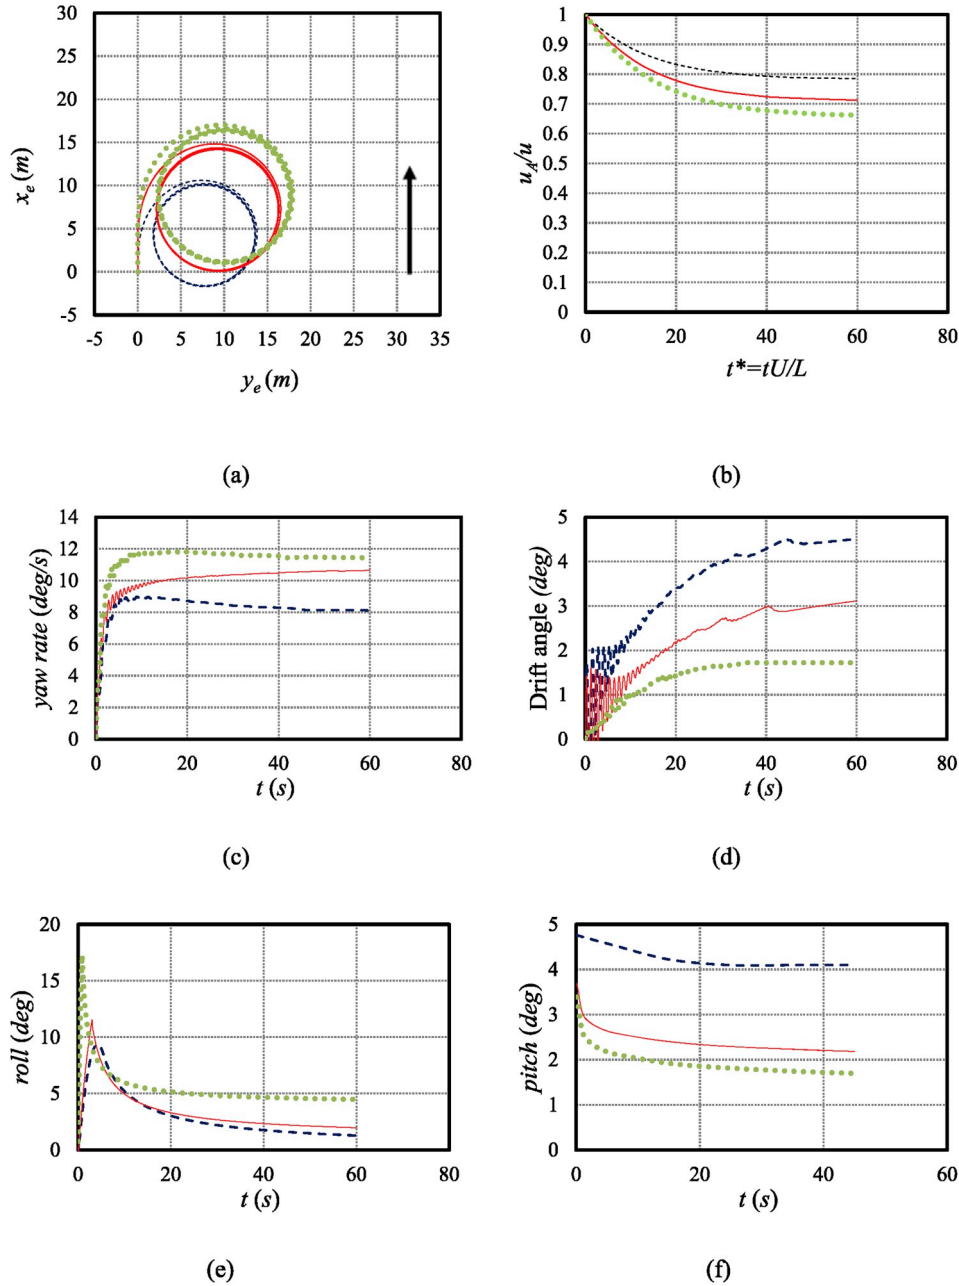 30
25
20
15
10
5
0
-5
x_e (m)
-5 0 5 10 15 20 25 30 35
y_e (m)
(a)
1
0.9
0.8
0.7
0.6
0.5
0.4
0.3
0.2
0.1
0
u_A/u
0 20 40 60 80
t*=tU/L
(b)
14
12
10
8
6
4
2
0
yaw rate (deg/s)
0 20 40 60 80
t (s)
(c)
5
4
3
2
1
0
Drift angle (deg)
0 20 40 60 80
t (s)
(d)
20
15
10
5
0
roll (deg)
0 20 40 60 80
t (s)
(e)
5
4
3
2
1
0
pitch (deg)
0 20 40 60
t (s)
(f)